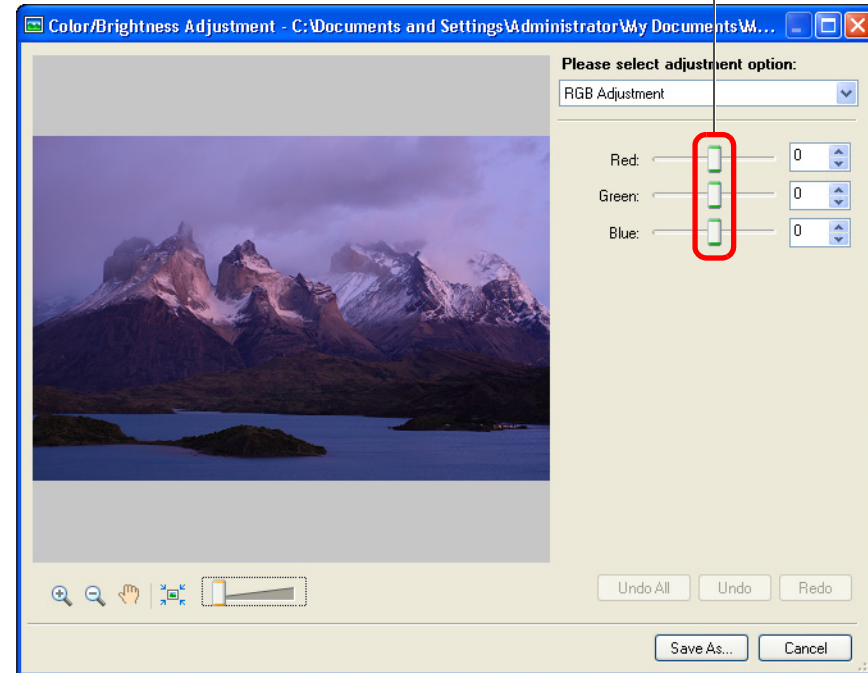 Color/Brightness Adjustment - C:\Documents and Settings\Administrator\My Documents\M...
Please select adjustment option:
RGB Adjustment
Red: 0
Green: 0
Blue: 0
Undo All Undo Redo
Save As... Cancel